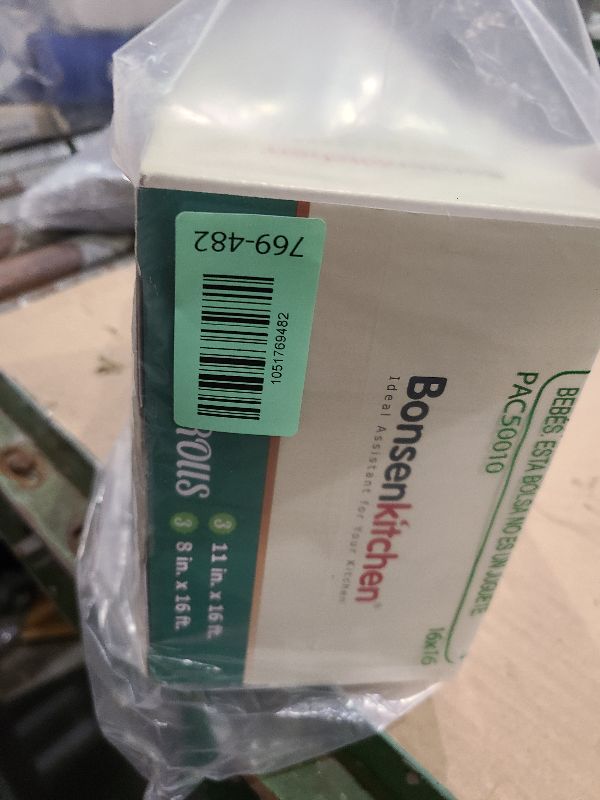 769-482
1051769482
Rolls
3 11 in. x 16 ft.
3 8 in. x 16 ft.
Bonsenkitchen®
Ideal Assistant for Your Kitchen
BEBÉS. ESTA BOLSA NO ES UN JUGUETE
PAC50010
16x16